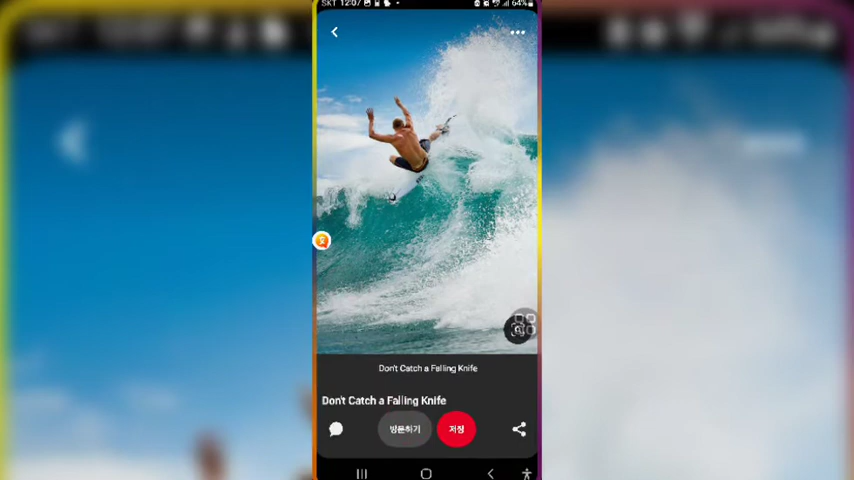 SKT 12:07 64%
Don't Catch a Falling Knife
Don't Catch a Falling Knife
방문하기 저장